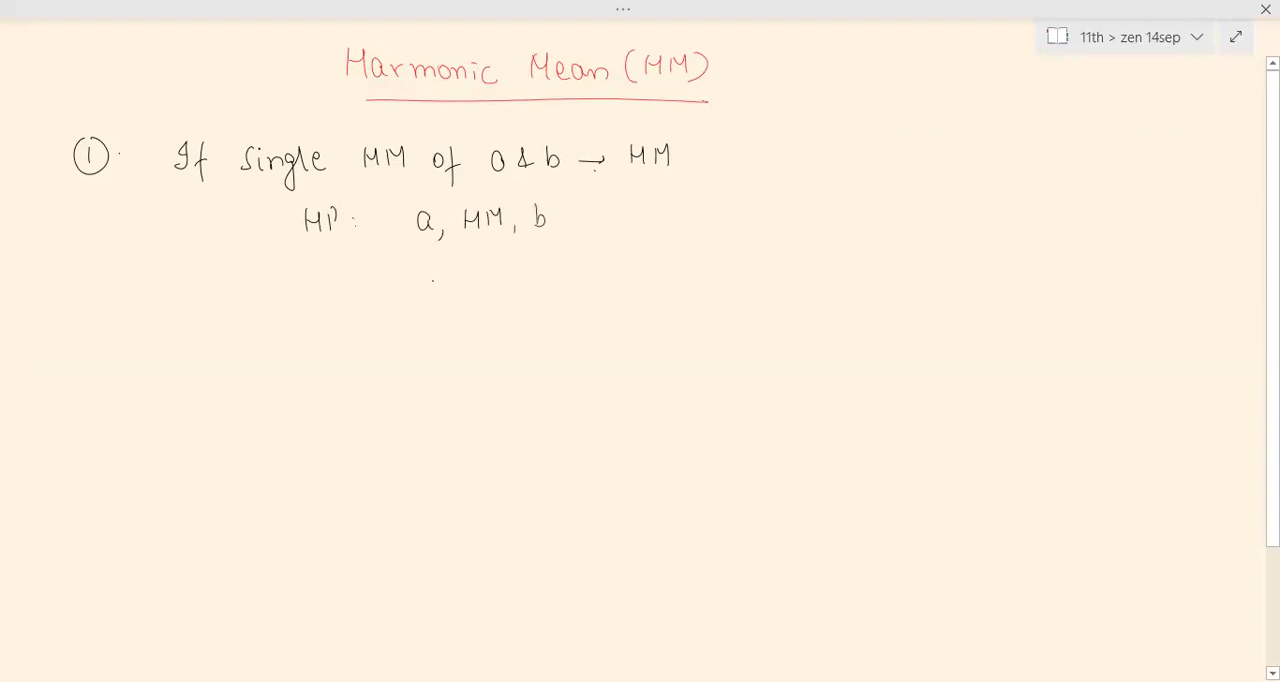 11th > zen 14sep
Harmonic Mean (HM)
① If single HM of a & b → HM
HP: a, HM, b